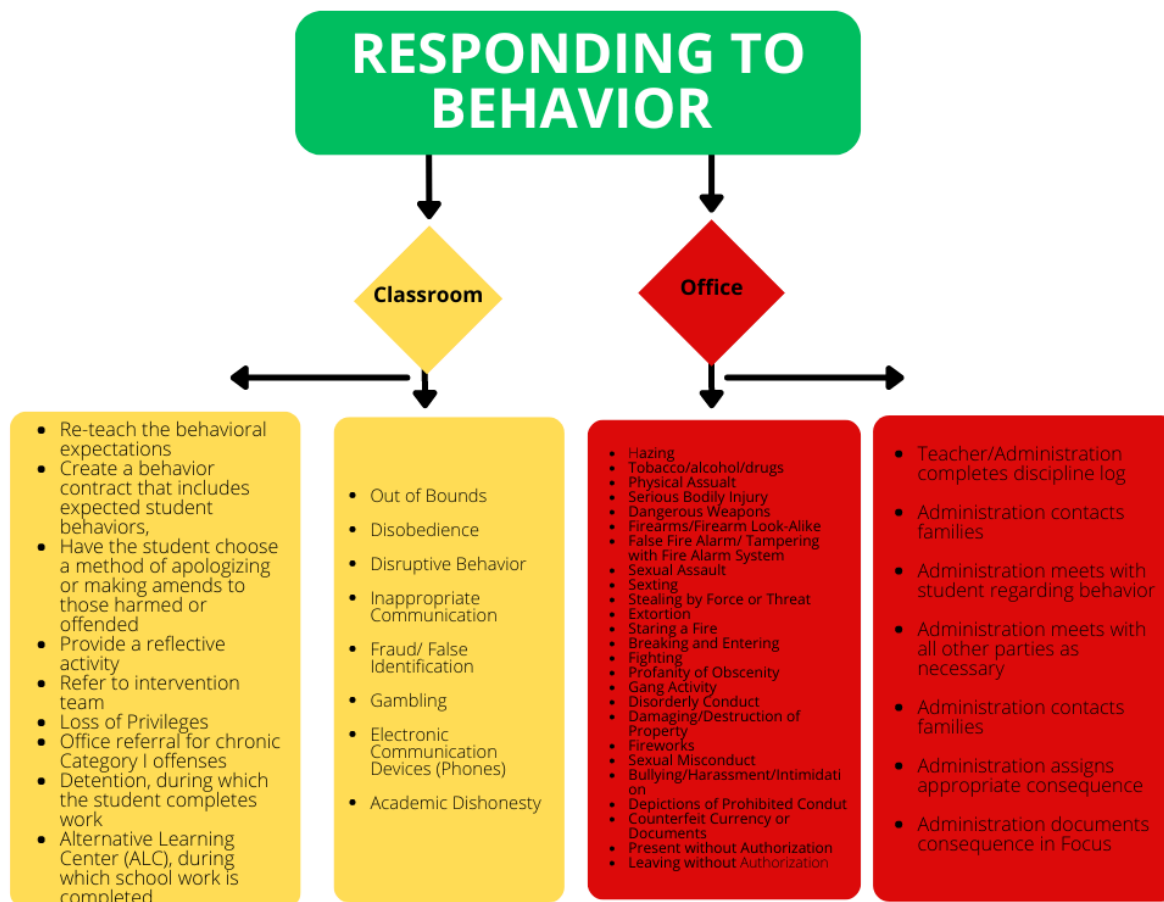 RESPONDING TO
BEHAVIOR
Classroom
Office
• Re-teach the behavioral
expectations
• Create a behavior
contract that includes
expected student
behaviors,
• Have the student choose
a method of apologizing
or making amends to
those harmed or
offended
• Provide a reflective
activity
• Refer to intervention
team
• Loss of Privileges
• Office referral for chronic
Category I offenses
• Detention, during which
the student completes
work
• Alternative Learning
Center (ALC), during
which school work is
completed
• Out of Bounds
• Disobedience
• Disruptive Behavior
• Inappropriate
Communication
• Fraud/ False
Identification
• Gambling
• Electronic
Communication
Devices (Phones)
• Academic Dishonesty
• Hazing
• Tobacco/alcohol/drugs
• Physical Assualt
• Serious Bodily Injury
• Dangerous Weapons
• Firearms/Firearm Look-Alike
• False Fire Alarm/ Tampering
with Fire Alarm System
• Sexual Assault
• Sexting
• Stealing by Force or Threat
• Extortion
• Staring a Fire
• Breaking and Entering
• Fighting
• Profanity of Obscenity
• Gang Activity
• Disorderly Conduct
• Damaging/Destruction of
Property
• Fireworks
• Sexual Misconduct
• Bullying/Harassment/Intimidati
on
• Depictions of Prohibited Condut
• Counterfeit Currency or
Documents
• Present without Authorization
• Leaving without Authorization
• Teacher/Administration
completes discipline log
• Administration contacts
families
• Administration meets with
student regarding behavior
• Administration meets with
all other parties as
necessary
• Administration contacts
families
• Administration assigns
appropriate consequence
• Administration documents
consequence in Focus